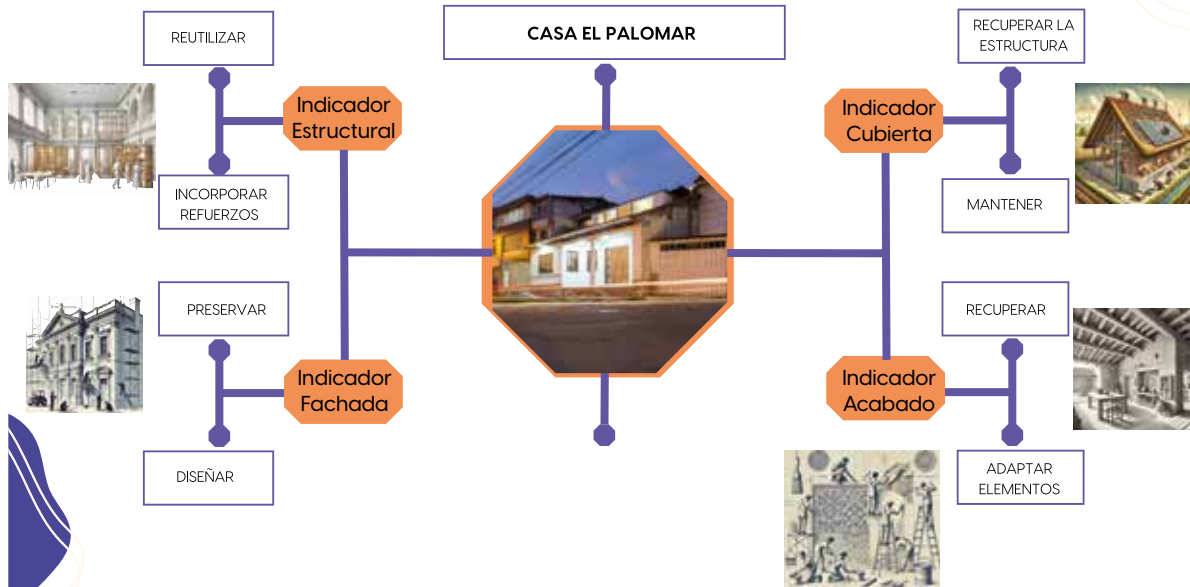 CASA EL PALOMAR
REUTILIZAR
Indicador
Estructural
INCORPORAR
REFUERZOS
PRESERVAR
Indicador
Fachada
DISEÑAR
RECUPERAR LA
ESTRUCTURA
Indicador
Cubierta
MANTENER
RECUPERAR
Indicador
Acabado
ADAPTAR
ELEMENTOS